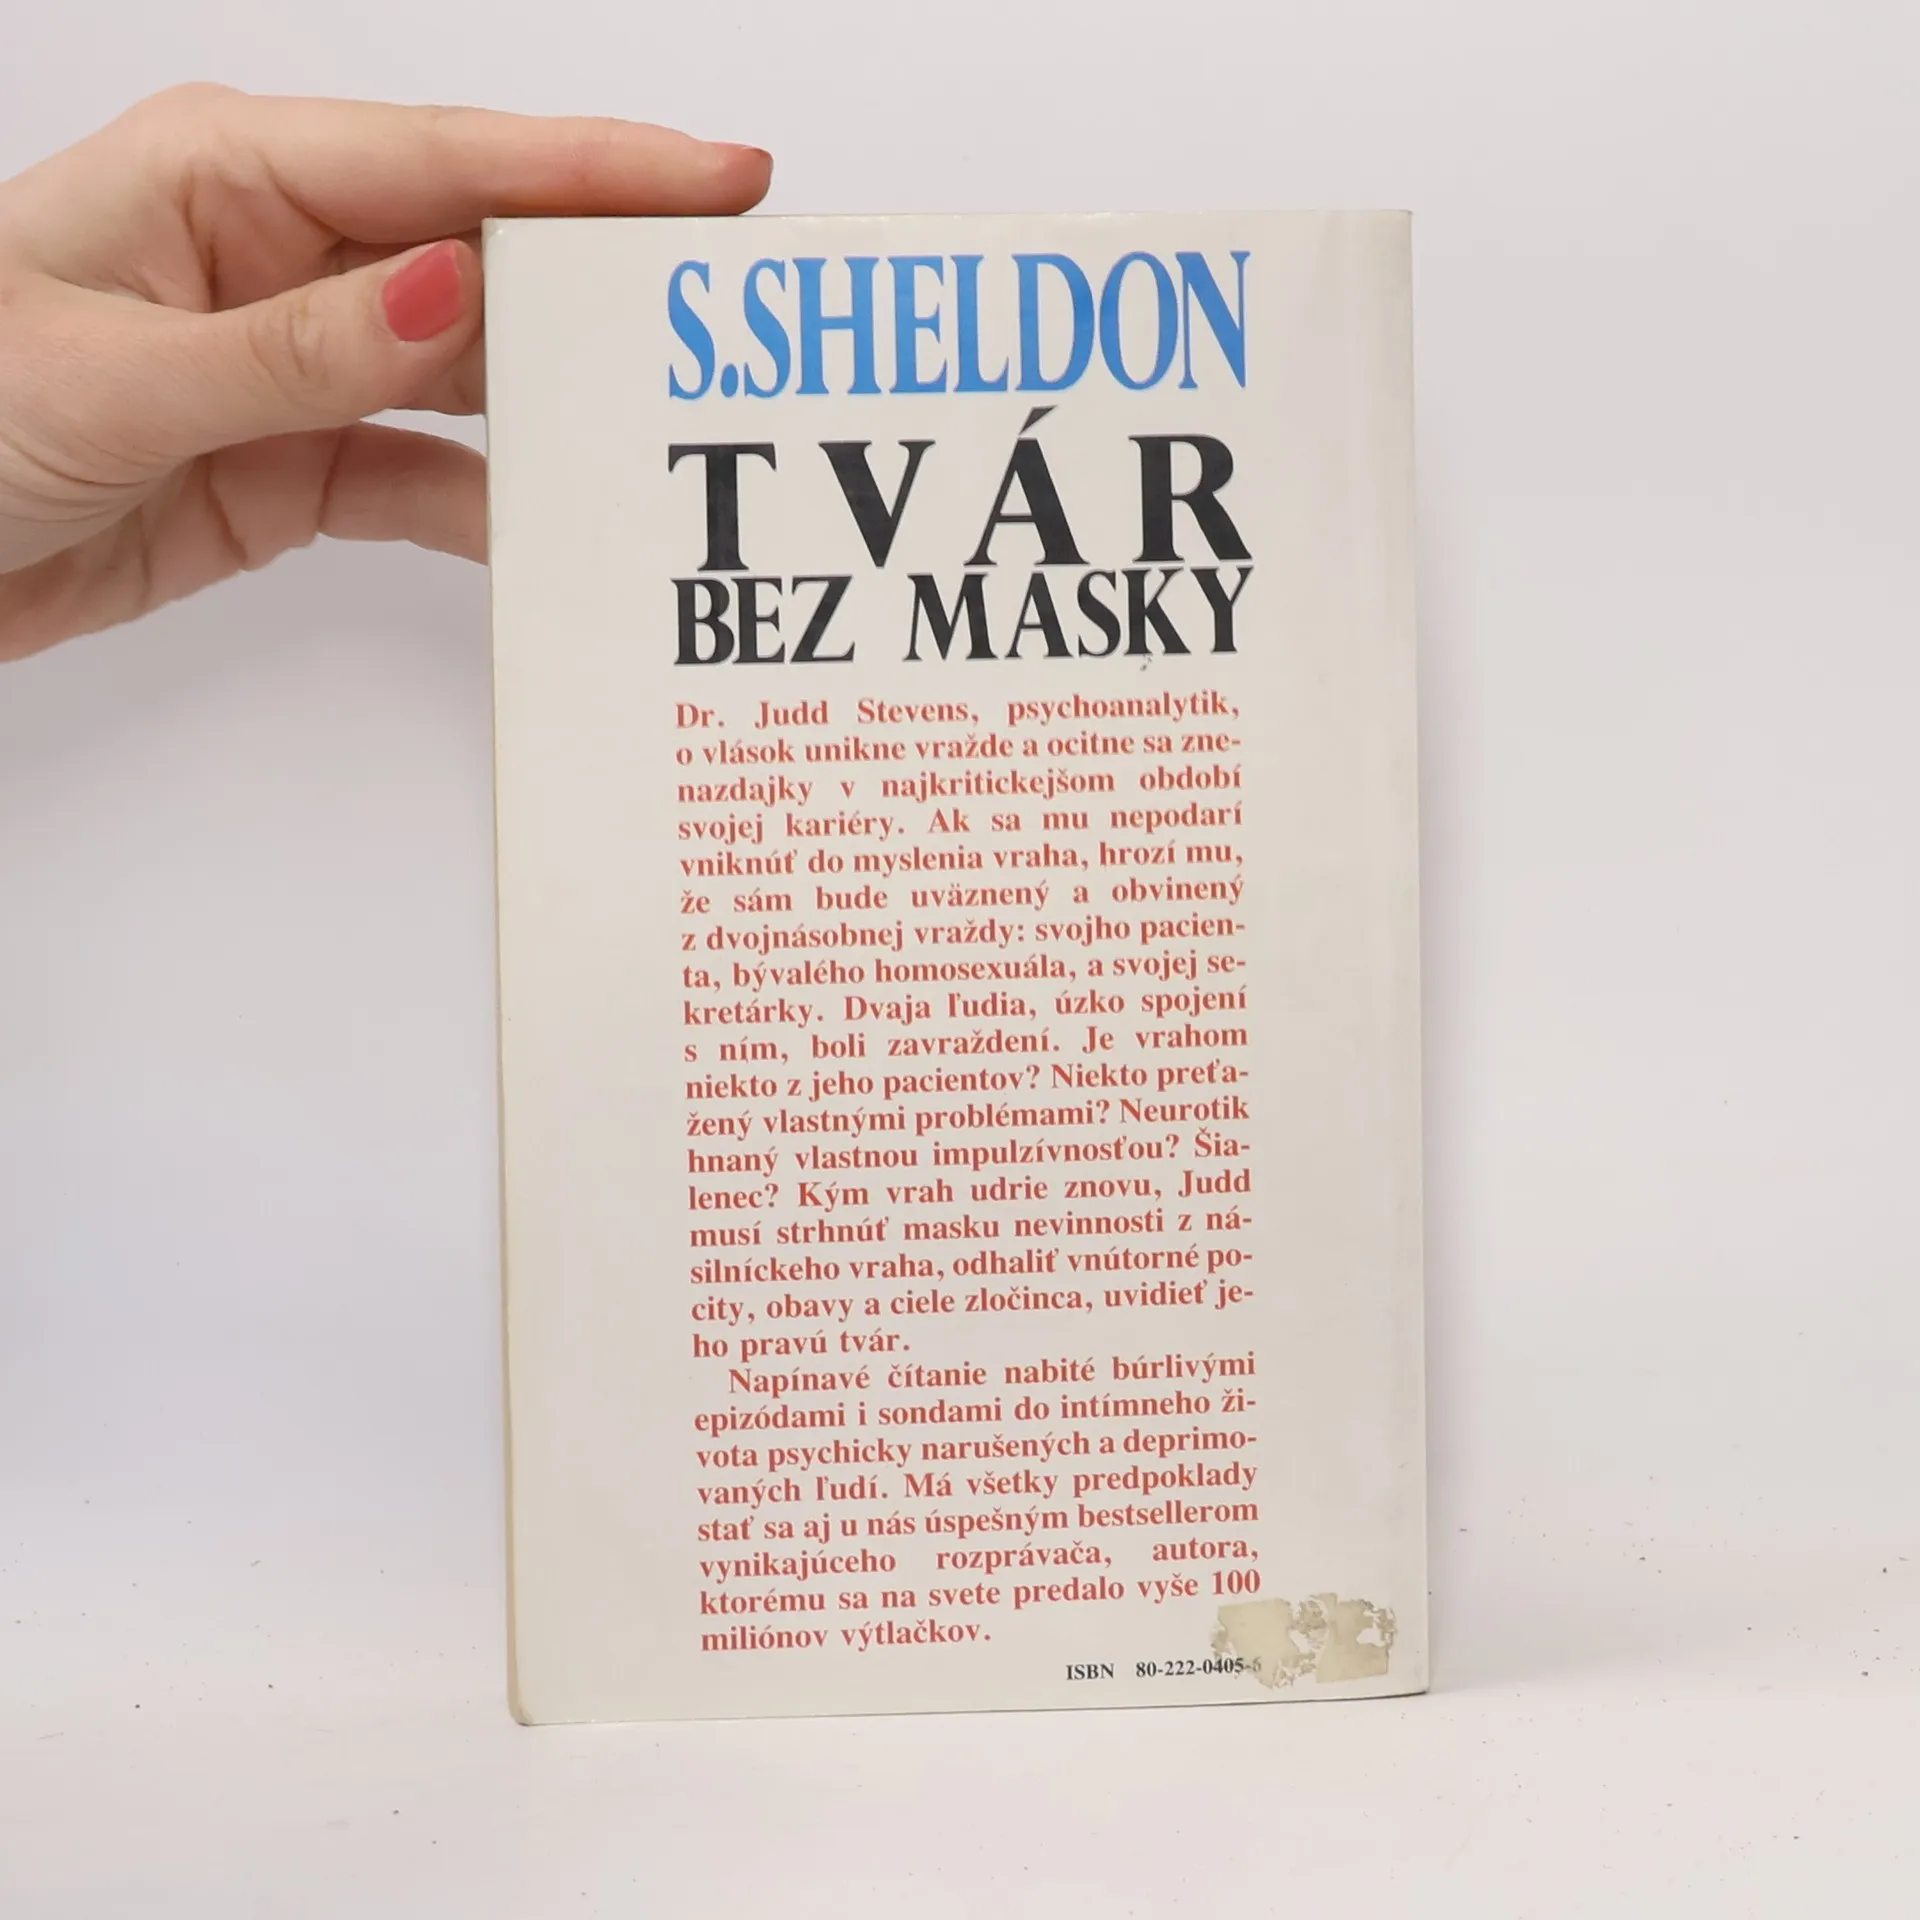 S.SHELDON
TVÁR
BEZ MASKY
Dr. Judd Stevens, psychoanalytik,
o vlások unikne vražde a ocitne sa zne-
nazdajky v najkritickejšom období
svojej kariéry. Ak sa mu nepodarí
vniknúť do myslenia vraha, hrozí mu,
že sám bude uväznený a obvinený
z dvojnásobnej vraždy: svojho pacien-
ta, bývalého homosexuála, a svojej se-
kretárky. Dvaja ľudia, úzko spojení
s ním, boli zavraždení. Je vrahom
niekto z jeho pacientov? Niekto preťa-
žený vlastnými problémami? Neurotik
hnaný vlastnou impulzívnosťou? Šia-
lenec? Kým vrah udrie znovu, Judd
musí strhnúť masku nevinnosti z ná-
silníckeho vraha, odhaliť vnútorné po-
city, obavy a ciele zločinca, uvidieť je-
ho pravú tvár.
Napínavé čítanie nabité búrlivými
epizódami i sondami do intímneho ži-
vota psychicky narušených a deprimo-
vaných ľudí. Má všetky predpoklady
stať sa aj u nás úspešným bestsellerom
vynikajúceho rozprávača, autora,
ktorému sa na svete predalo vyše 100
miliónov výtlačkov.
ISBN 80-222-0405-6